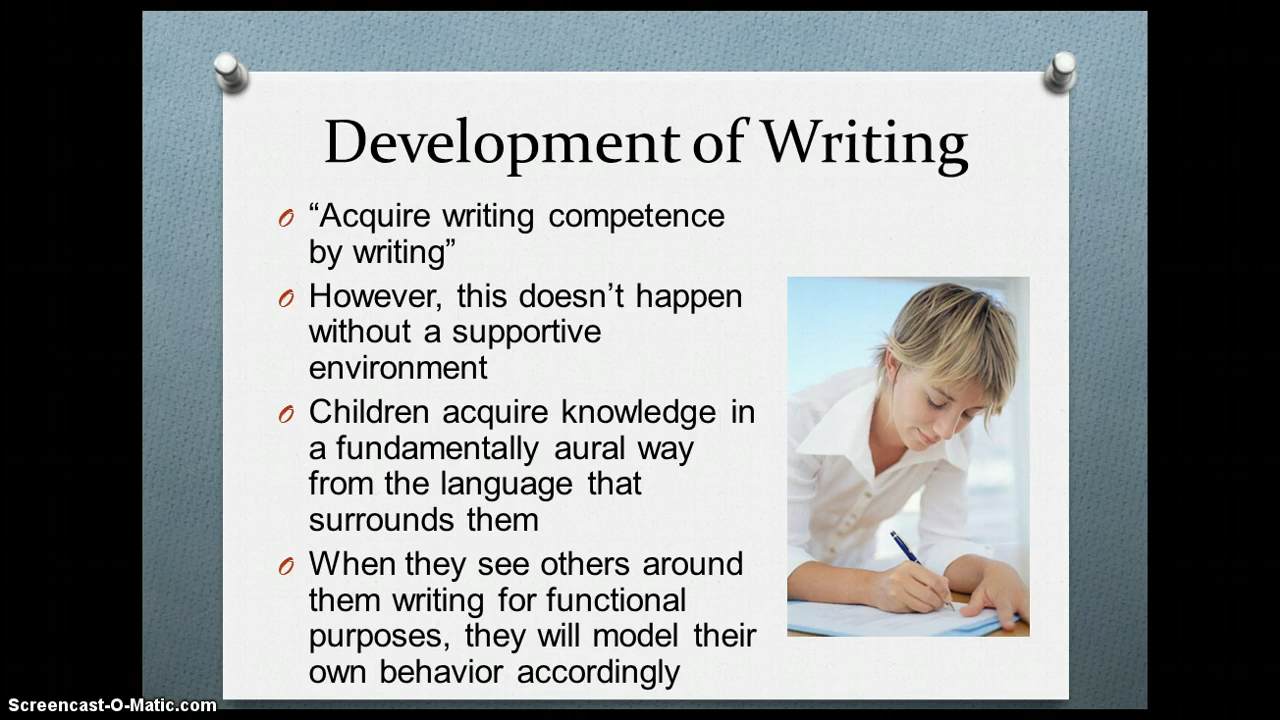 Development of Writing
“Acquire writing competence
by writing”
However, this doesn’t happen
without a supportive
environment
Children acquire knowledge in
a fundamentally aural way
from the language that
surrounds them
When they see others around
them writing for functional
purposes, they will model their
own behavior accordingly
Screencast-O-Matic.com